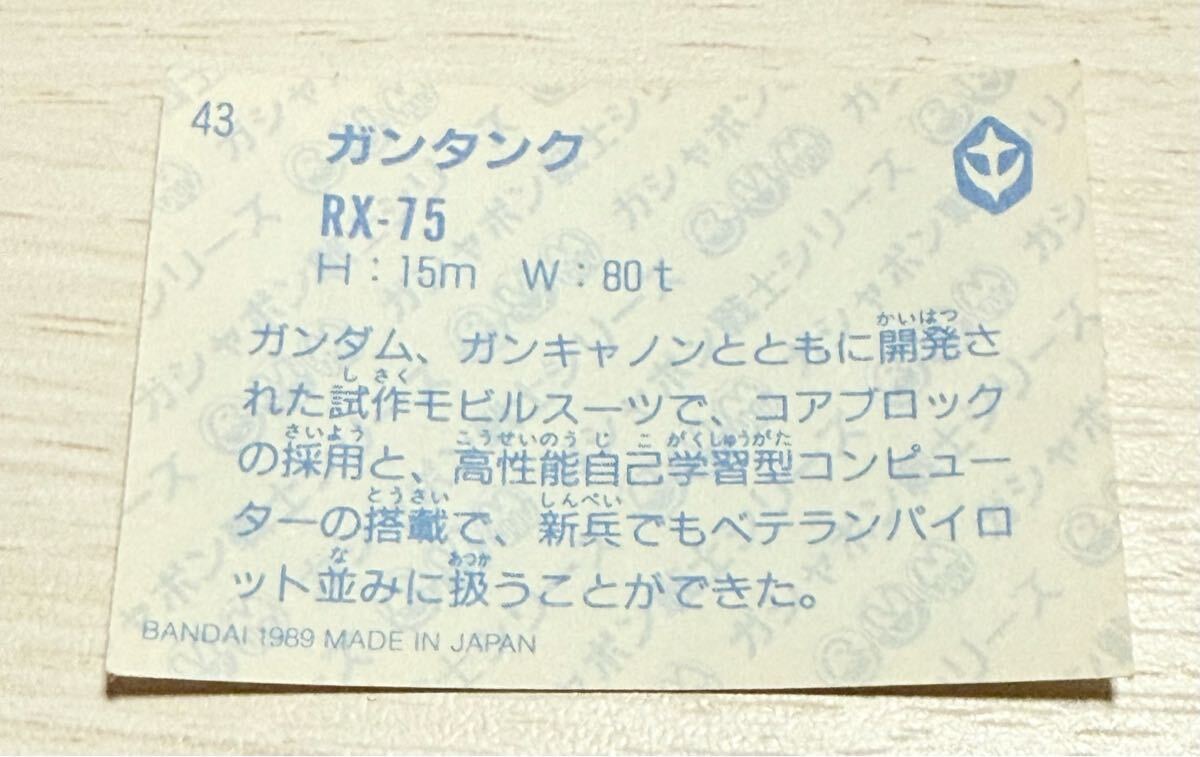 43
ガンタンク
RX-75
H:15m W:80t
ガンダム、ガンキャノンとともに開発さ
れた試作モビルスーツで、コアブロック
の採用と、高性能自己学習型コンピュー
ターの搭載で、新兵でもベテランパイロ
ット並みに扱うことができた。
BANDAI 1989 MADE IN JAPAN